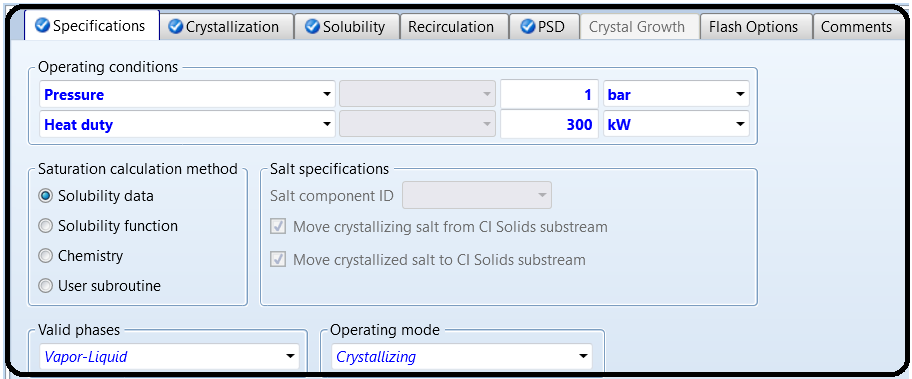 Specifications Crystallization Solubility Recirculation PSD Crystal Growth Flash Options Comments
Operating conditions
Pressure 1 bar
Heat duty 300 kW
Saturation calculation method Salt specifications
Solubility data Salt component ID
Solubility function Move crystallizing salt from CI Solids substream
Chemistry Move crystallized salt to CI Solids substream
User subroutine
Valid phases Operating mode
Vapor-Liquid Crystallizing